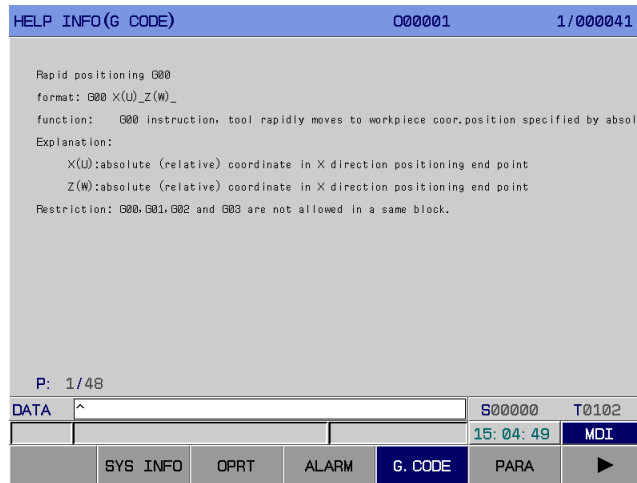 HELP INFO(G CODE) O00001 1/000041
Rapid positioning G00
format: G00 X(U)_Z(W)_
function: G00 instruction, tool rapidly moves to workpiece coor.position specified by absol
Explanation:
X(U):absolute (relative) coordinate in X direction positioning end point
Z(W):absolute (relative) coordinate in X direction positioning end point
Restriction: G00,G01,G02 and G03 are not allowed in a same block.
P: 1/48
DATA ^ S00000 T0102
15:04:49 MDI
SYS INFO OPRT ALARM G.CODE PARA ▶